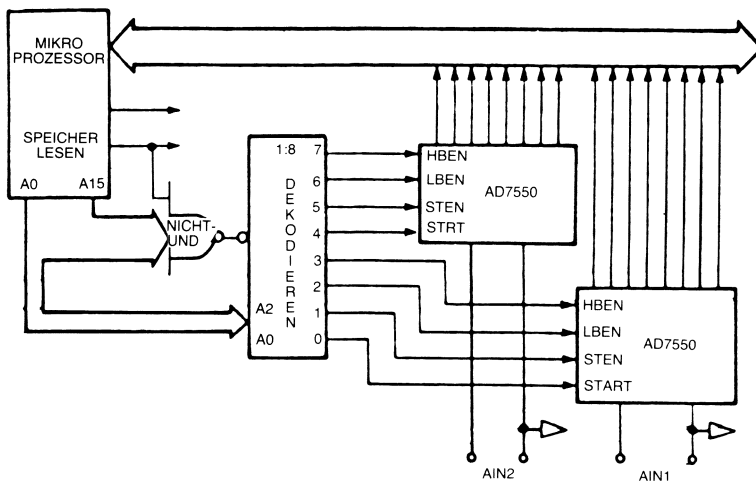 MIKRO
PROZESSOR
SPEICHER
LESEN
A0 A15
NICHT-
UND
1:8
DEKODIEREN
7
6
5
4
3
2
1
0
A2
A0
HBEN
LBEN
STEN
STRT
AD7550
HBEN
LBEN
STEN
START
AD7550
AIN2
AIN1